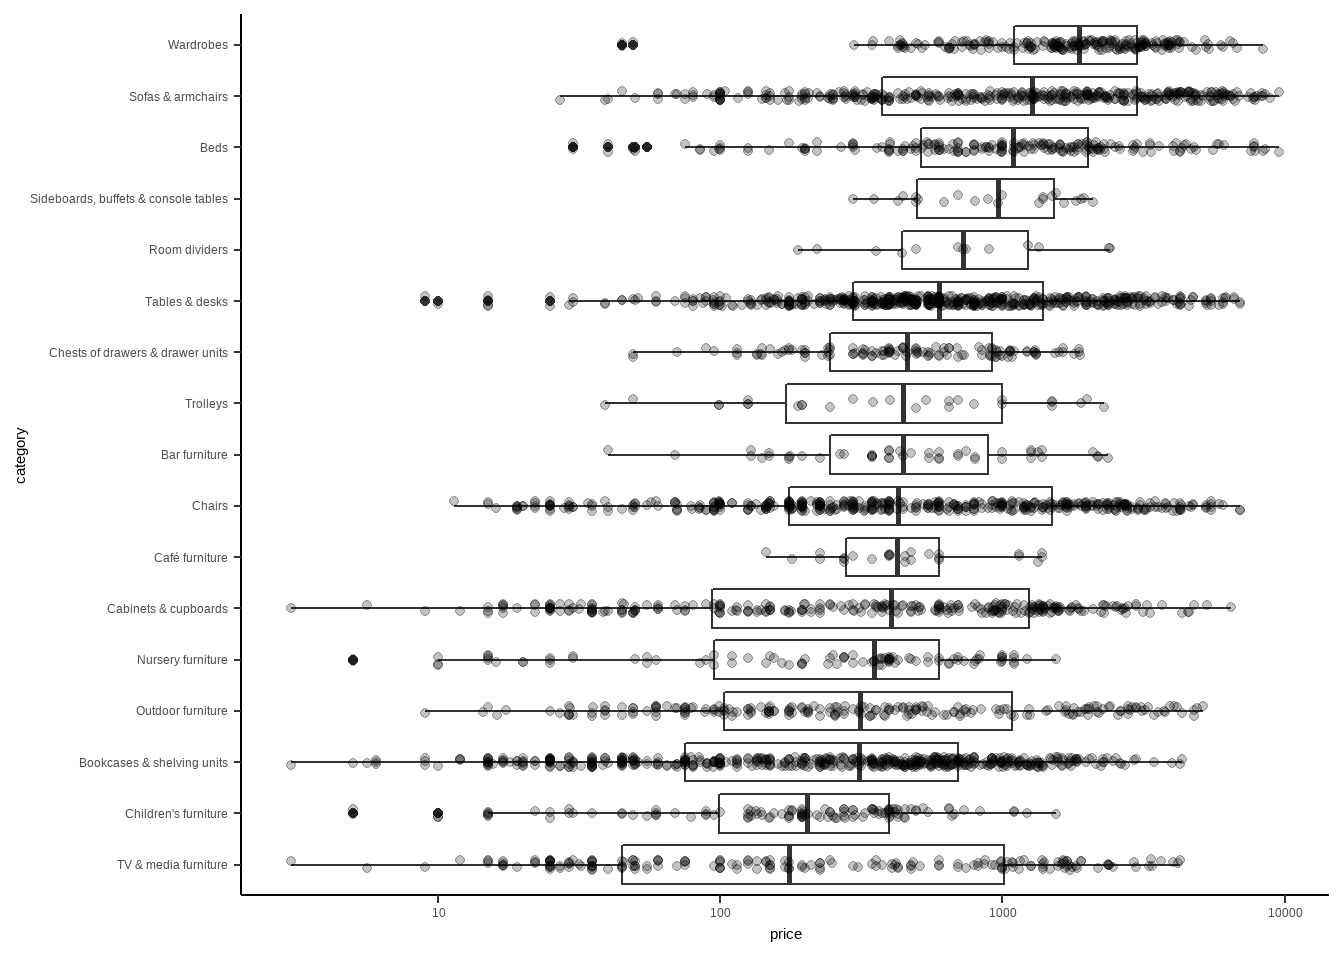 Wardrobes
Sofas & armchairs
Beds
Sideboards, buffets & console tables
Room dividers
Tables & desks
Chests of drawers & drawer units
Trolleys
Bar furniture
Chairs
Café furniture
Cabinets & cupboards
Nursery furniture
Outdoor furniture
Bookcases & shelving units
Children's furniture
TV & media furniture
category
10 100 1000 10000
price